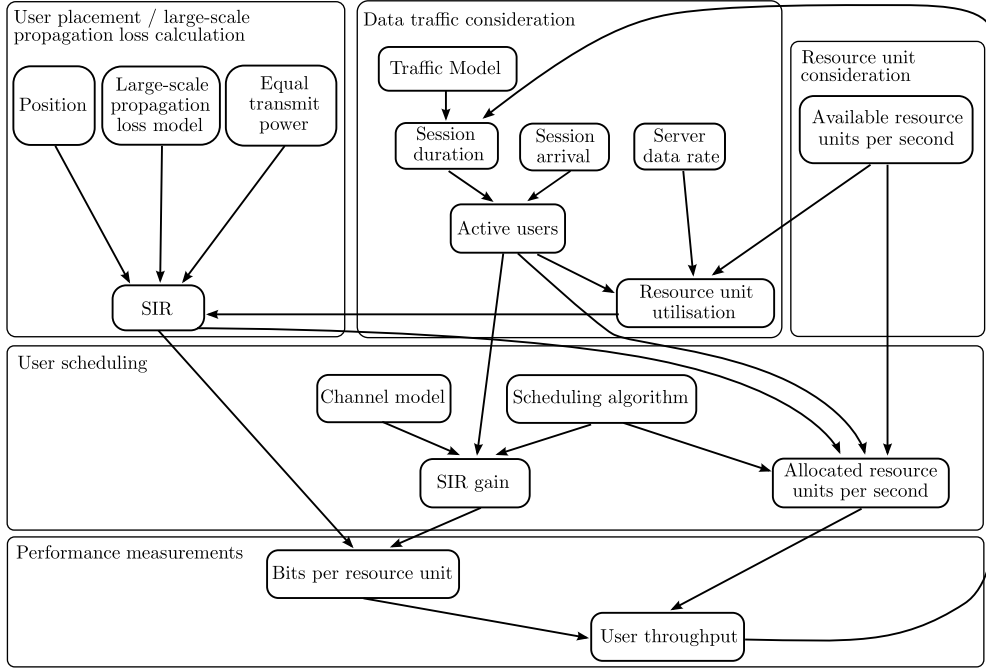 User placement / large-scale
propagation loss calculation
Position
Large-scale
propagation
loss model
Equal
transmit
power
SIR
Data traffic consideration
Traffic Model
Session
duration
Session
arrival
Server
data rate
Active users
Resource unit
utilisation
Resource unit
consideration
Available resource
units per second
User scheduling
Channel model
Scheduling algorithm
SIR gain
Allocated resource
units per second
Performance measurements
Bits per resource unit
User throughput